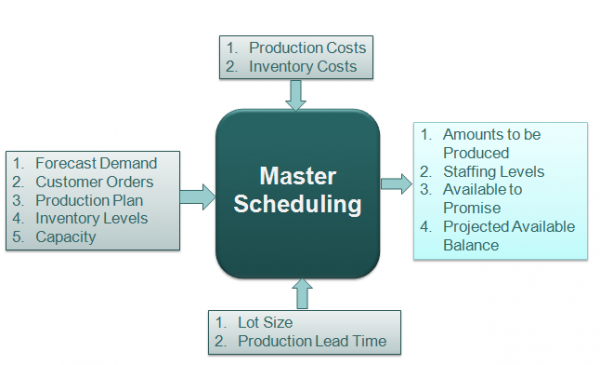 1. Production Costs
2. Inventory Costs
1. Forecast Demand
2. Customer Orders
3. Production Plan
4. Inventory Levels
5. Capacity
Master
Scheduling
1. Amounts to be
Produced
2. Staffing Levels
3. Available to
Promise
4. Projected Available
Balance
1. Lot Size
2. Production Lead Time